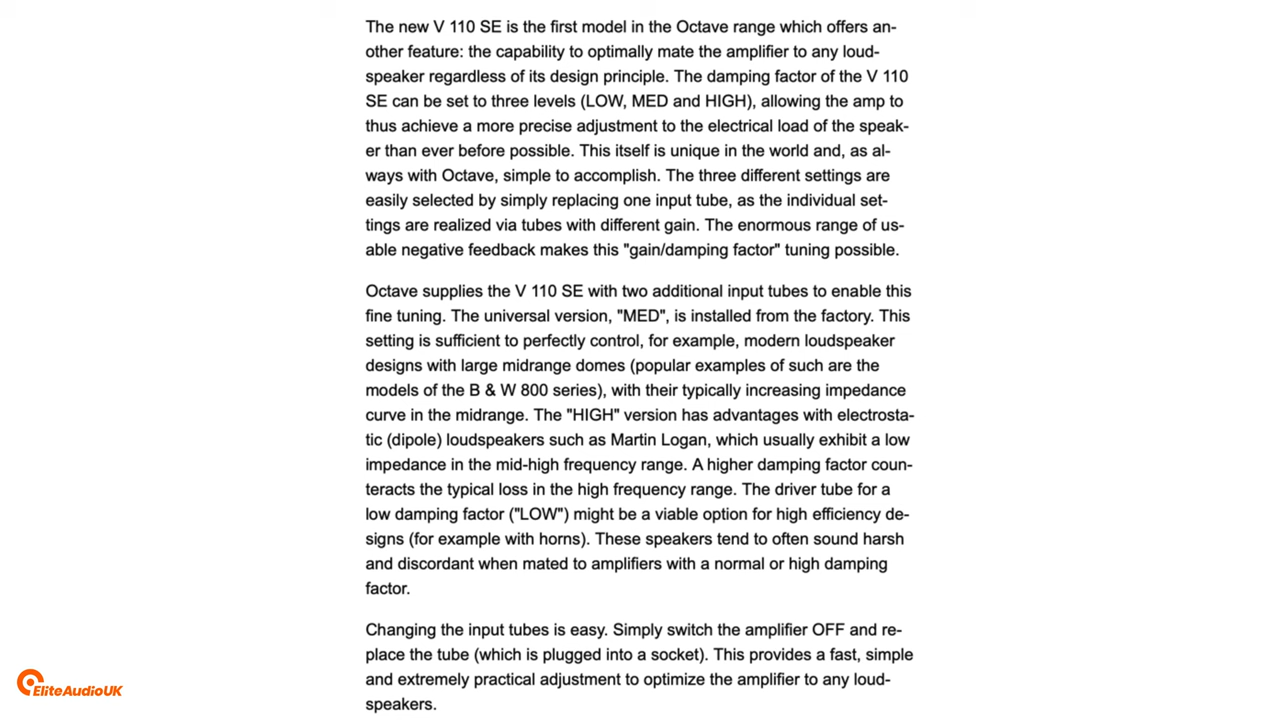 The new V 110 SE is the first model in the Octave range which offers an-
other feature: the capability to optimally mate the amplifier to any loud-
speaker regardless of its design principle. The damping factor of the V 110
SE can be set to three levels (LOW, MED and HIGH), allowing the amp to
thus achieve a more precise adjustment to the electrical load of the speak-
er than ever before possible. This itself is unique in the world and, as al-
ways with Octave, simple to accomplish. The three different settings are
easily selected by simply replacing one input tube, as the individual set-
tings are realized via tubes with different gain. The enormous range of us-
able negative feedback makes this "gain/damping factor" tuning possible.
Octave supplies the V 110 SE with two additional input tubes to enable this
fine tuning. The universal version, "MED", is installed from the factory. This
setting is sufficient to perfectly control, for example, modern loudspeaker
designs with large midrange domes (popular examples of such are the
models of the B & W 800 series), with their typically increasing impedance
curve in the midrange. The "HIGH" version has advantages with electrosta-
tic (dipole) loudspeakers such as Martin Logan, which usually exhibit a low
impedance in the mid-high frequency range. A higher damping factor coun-
teracts the typical loss in the high frequency range. The driver tube for a
low damping factor ("LOW") might be a viable option for high efficiency de-
signs (for example with horns). These speakers tend to often sound harsh
and discordant when mated to amplifiers with a normal or high damping
factor.
Changing the input tubes is easy. Simply switch the amplifier OFF and re-
place the tube (which is plugged into a socket). This provides a fast, simple
and extremely practical adjustment to optimize the amplifier to any loud-
speakers.
EliteAudioUK